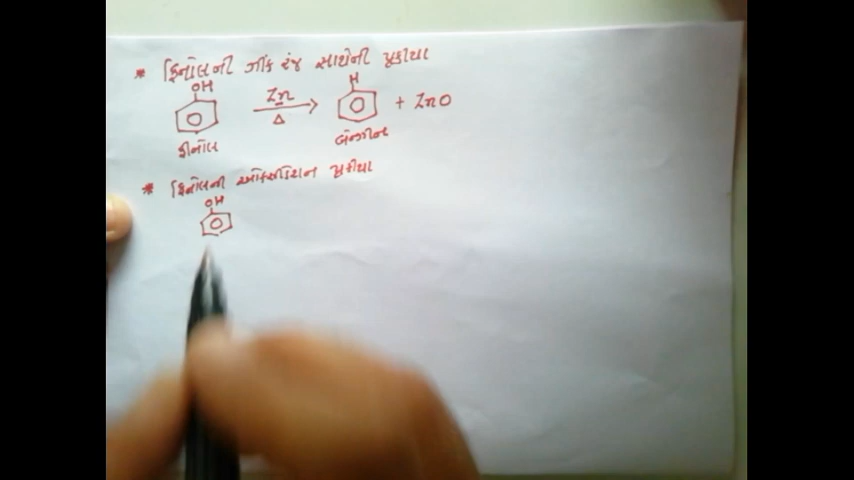 * ફિનોલની ઝીંક રજ સાથેની પ્રક્રીયા
OH Zn H
Δ + ZnO
ફીનોલ બેન્ઝીન
* ફિનોલની ઓક્સીડેશન પ્રક્રીયા
OH